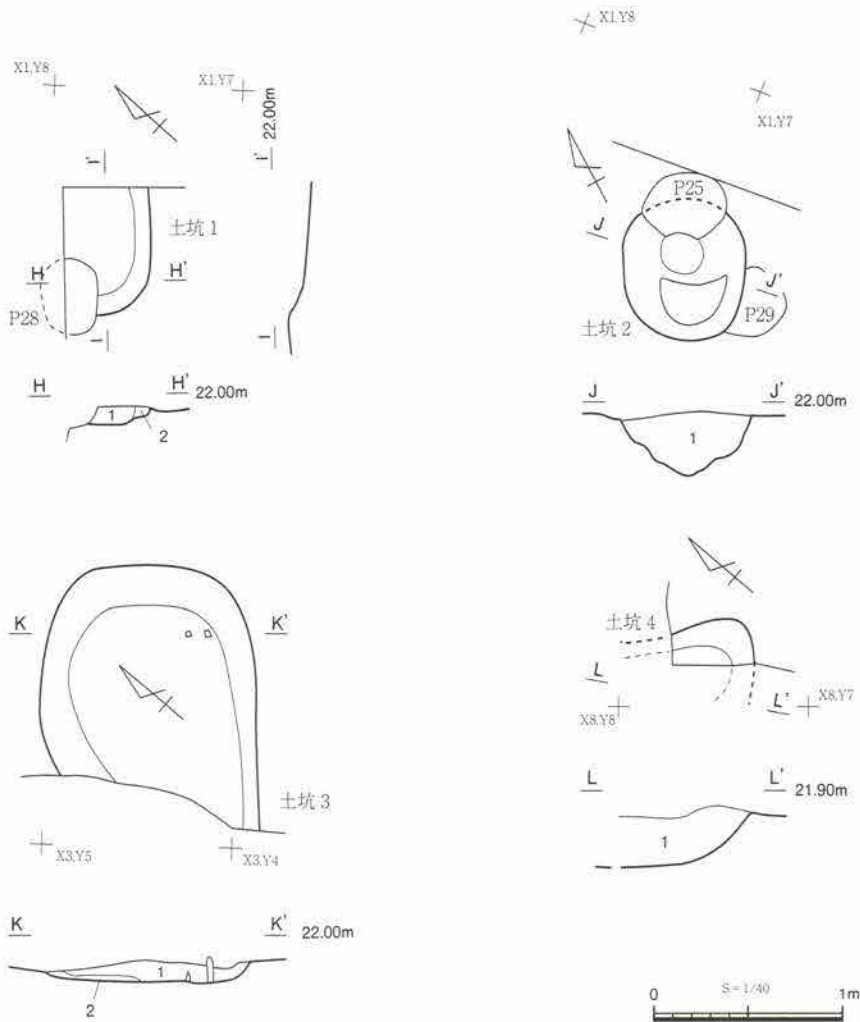 X1,Y8
X1,Y7
22.00m
I'
I'
土坑 1
H
H'
P28
I
I
H
H'
22.00m
1
2
X1,Y8
X1,Y7
P25
J
J'
土坑 2
P29
J
J'
22.00m
1
K
K'
土坑 3
X3,Y5
X3,Y4
K
K'
22.00m
1
2
土坑 4
L
L'
X8,Y8
X8,Y7
L
L'
21.90m
1
0
S=1/40
1m